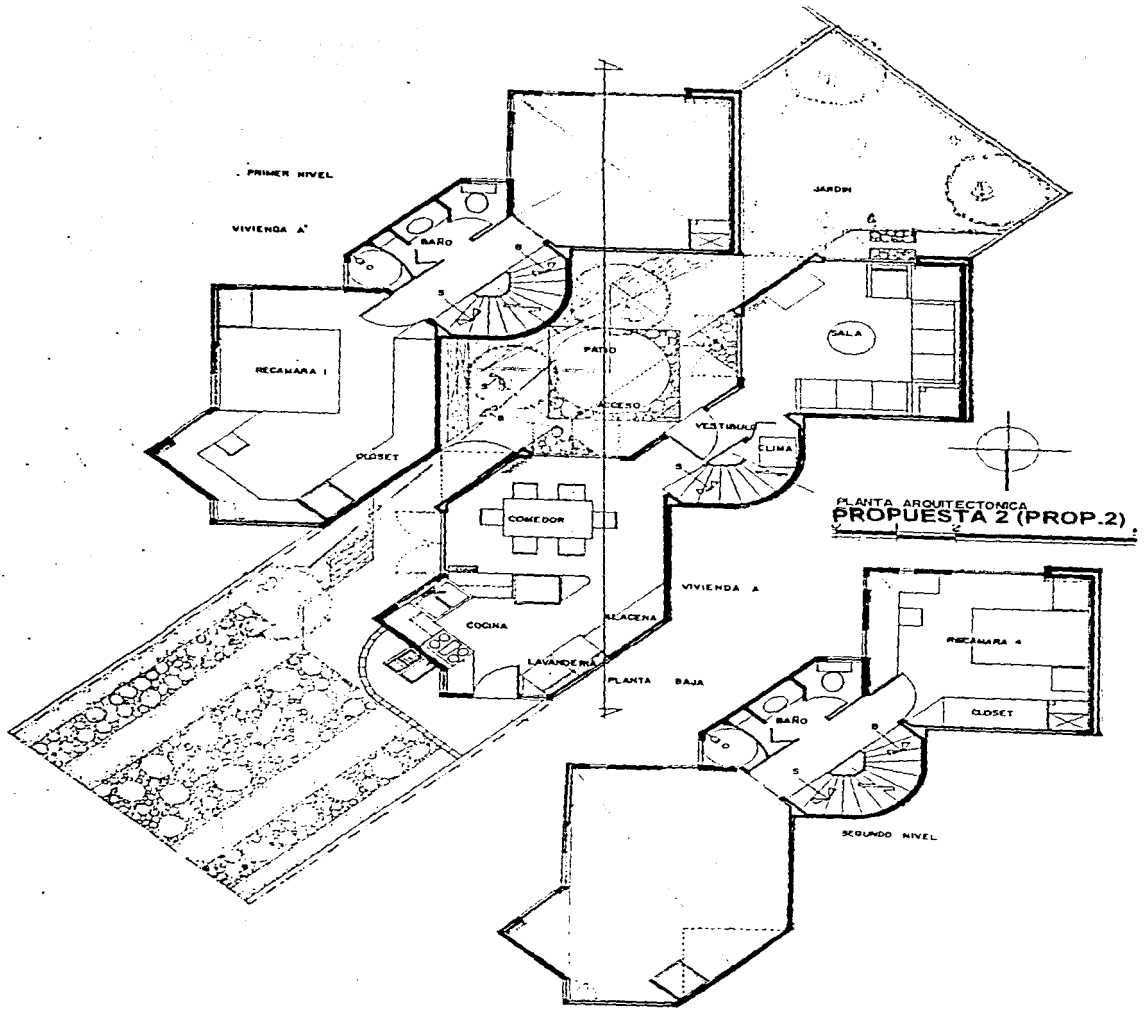 PRIMER NIVEL
VIVIENDA A'
BAÑO
B
S
RECAMARA 1
CLOSET
JARDIN
SALA
PATIO
ACCESO
S
B
VESTIBULO
CLIMA
S
COMEDOR
COCINA
ALACENA
LAVANDERIA
VIVIENDA A
PLANTA BAJA
PLANTA ARQUITECTONICA
PROPUESTA 2 (PROP.2)
RECAMARA 4
CLOSET
BAÑO
B
S
SEGUNDO NIVEL